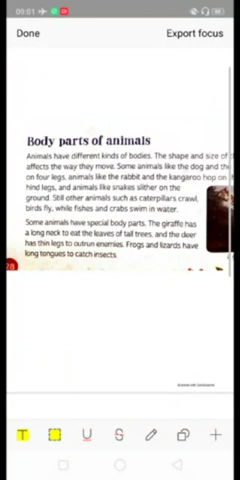 09:01
Done Export focus
Body parts of animals
Animals have different kinds of bodies. The shape and size of
affects the way they move. Some animals like the dog and the
on four legs, animals like the rabbit and the kangaroo hop on
hind legs, and animals like snakes slither on the
ground. Still other animals such as caterpillars crawl,
birds fly, while fishes and crabs swim in water.
Some animals have special body parts. The giraffe has
a long neck to eat the leaves of tall trees, and the deer
has thin legs to outrun enemies. Frogs and lizards have
long tongues to catch insects.
78
T U S